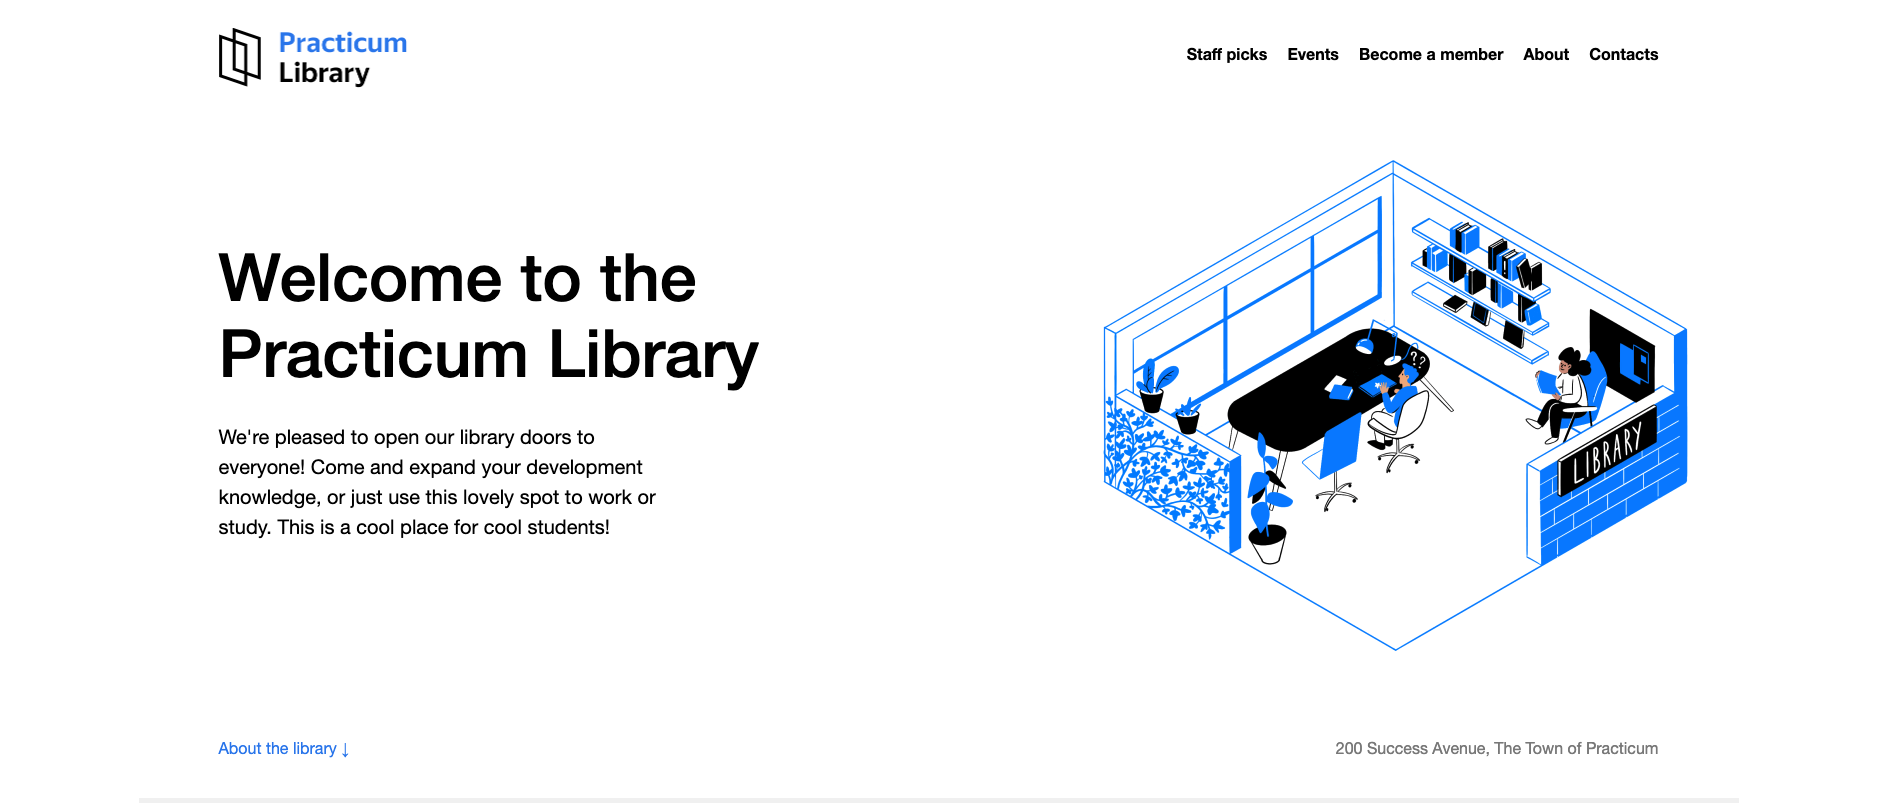 Practicum
Library
Staff picks Events Become a member About Contacts
Welcome to the
Practicum Library
We're pleased to open our library doors to
everyone! Come and expand your development
knowledge, or just use this lovely spot to work or
study. This is a cool place for cool students!
??
LIBRARY
About the library ↓
200 Success Avenue, The Town of Practicum